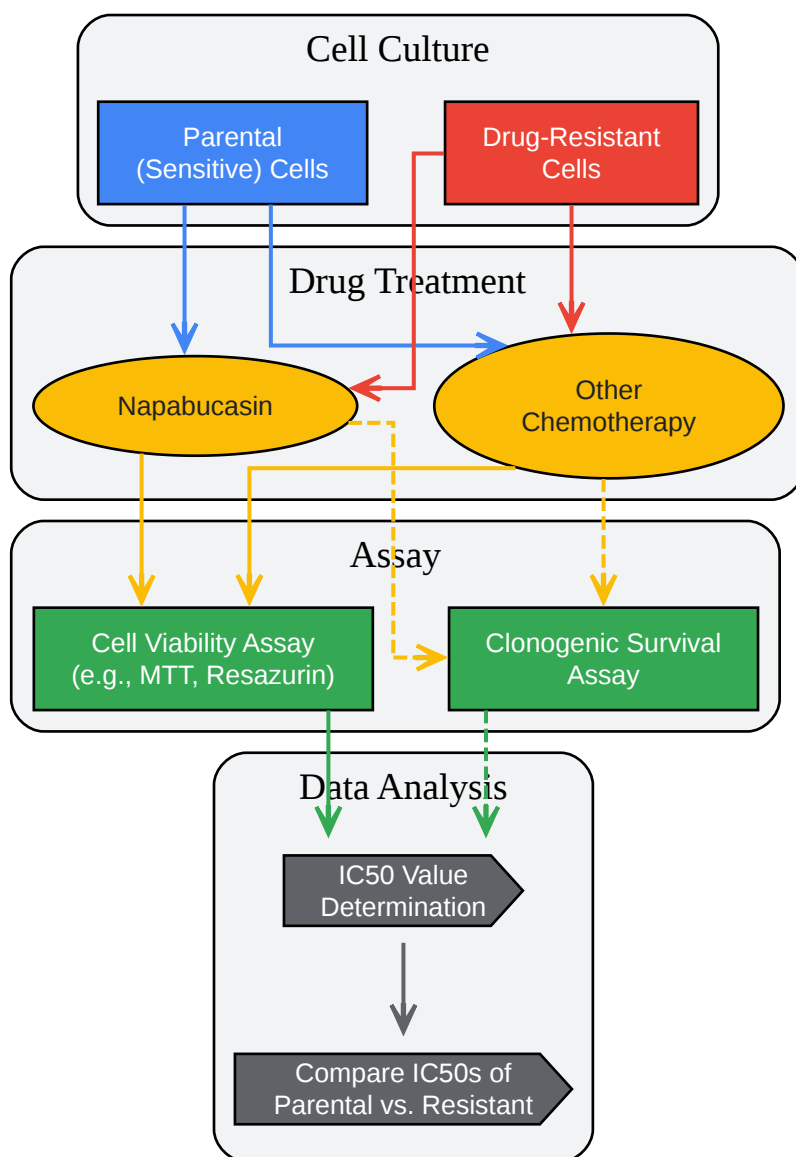 Cell Culture
Parental
(Sensitive) Cells
Drug-Resistant
Cells
Drug Treatment
Napabucasin
Other
Chemotherapy
Assay
Cell Viability Assay
(e.g., MTT, Resazurin)
Clonogenic Survival
Assay
Data Analysis
IC50 Value
Determination
Compare IC50s of
Parental vs. Resistant